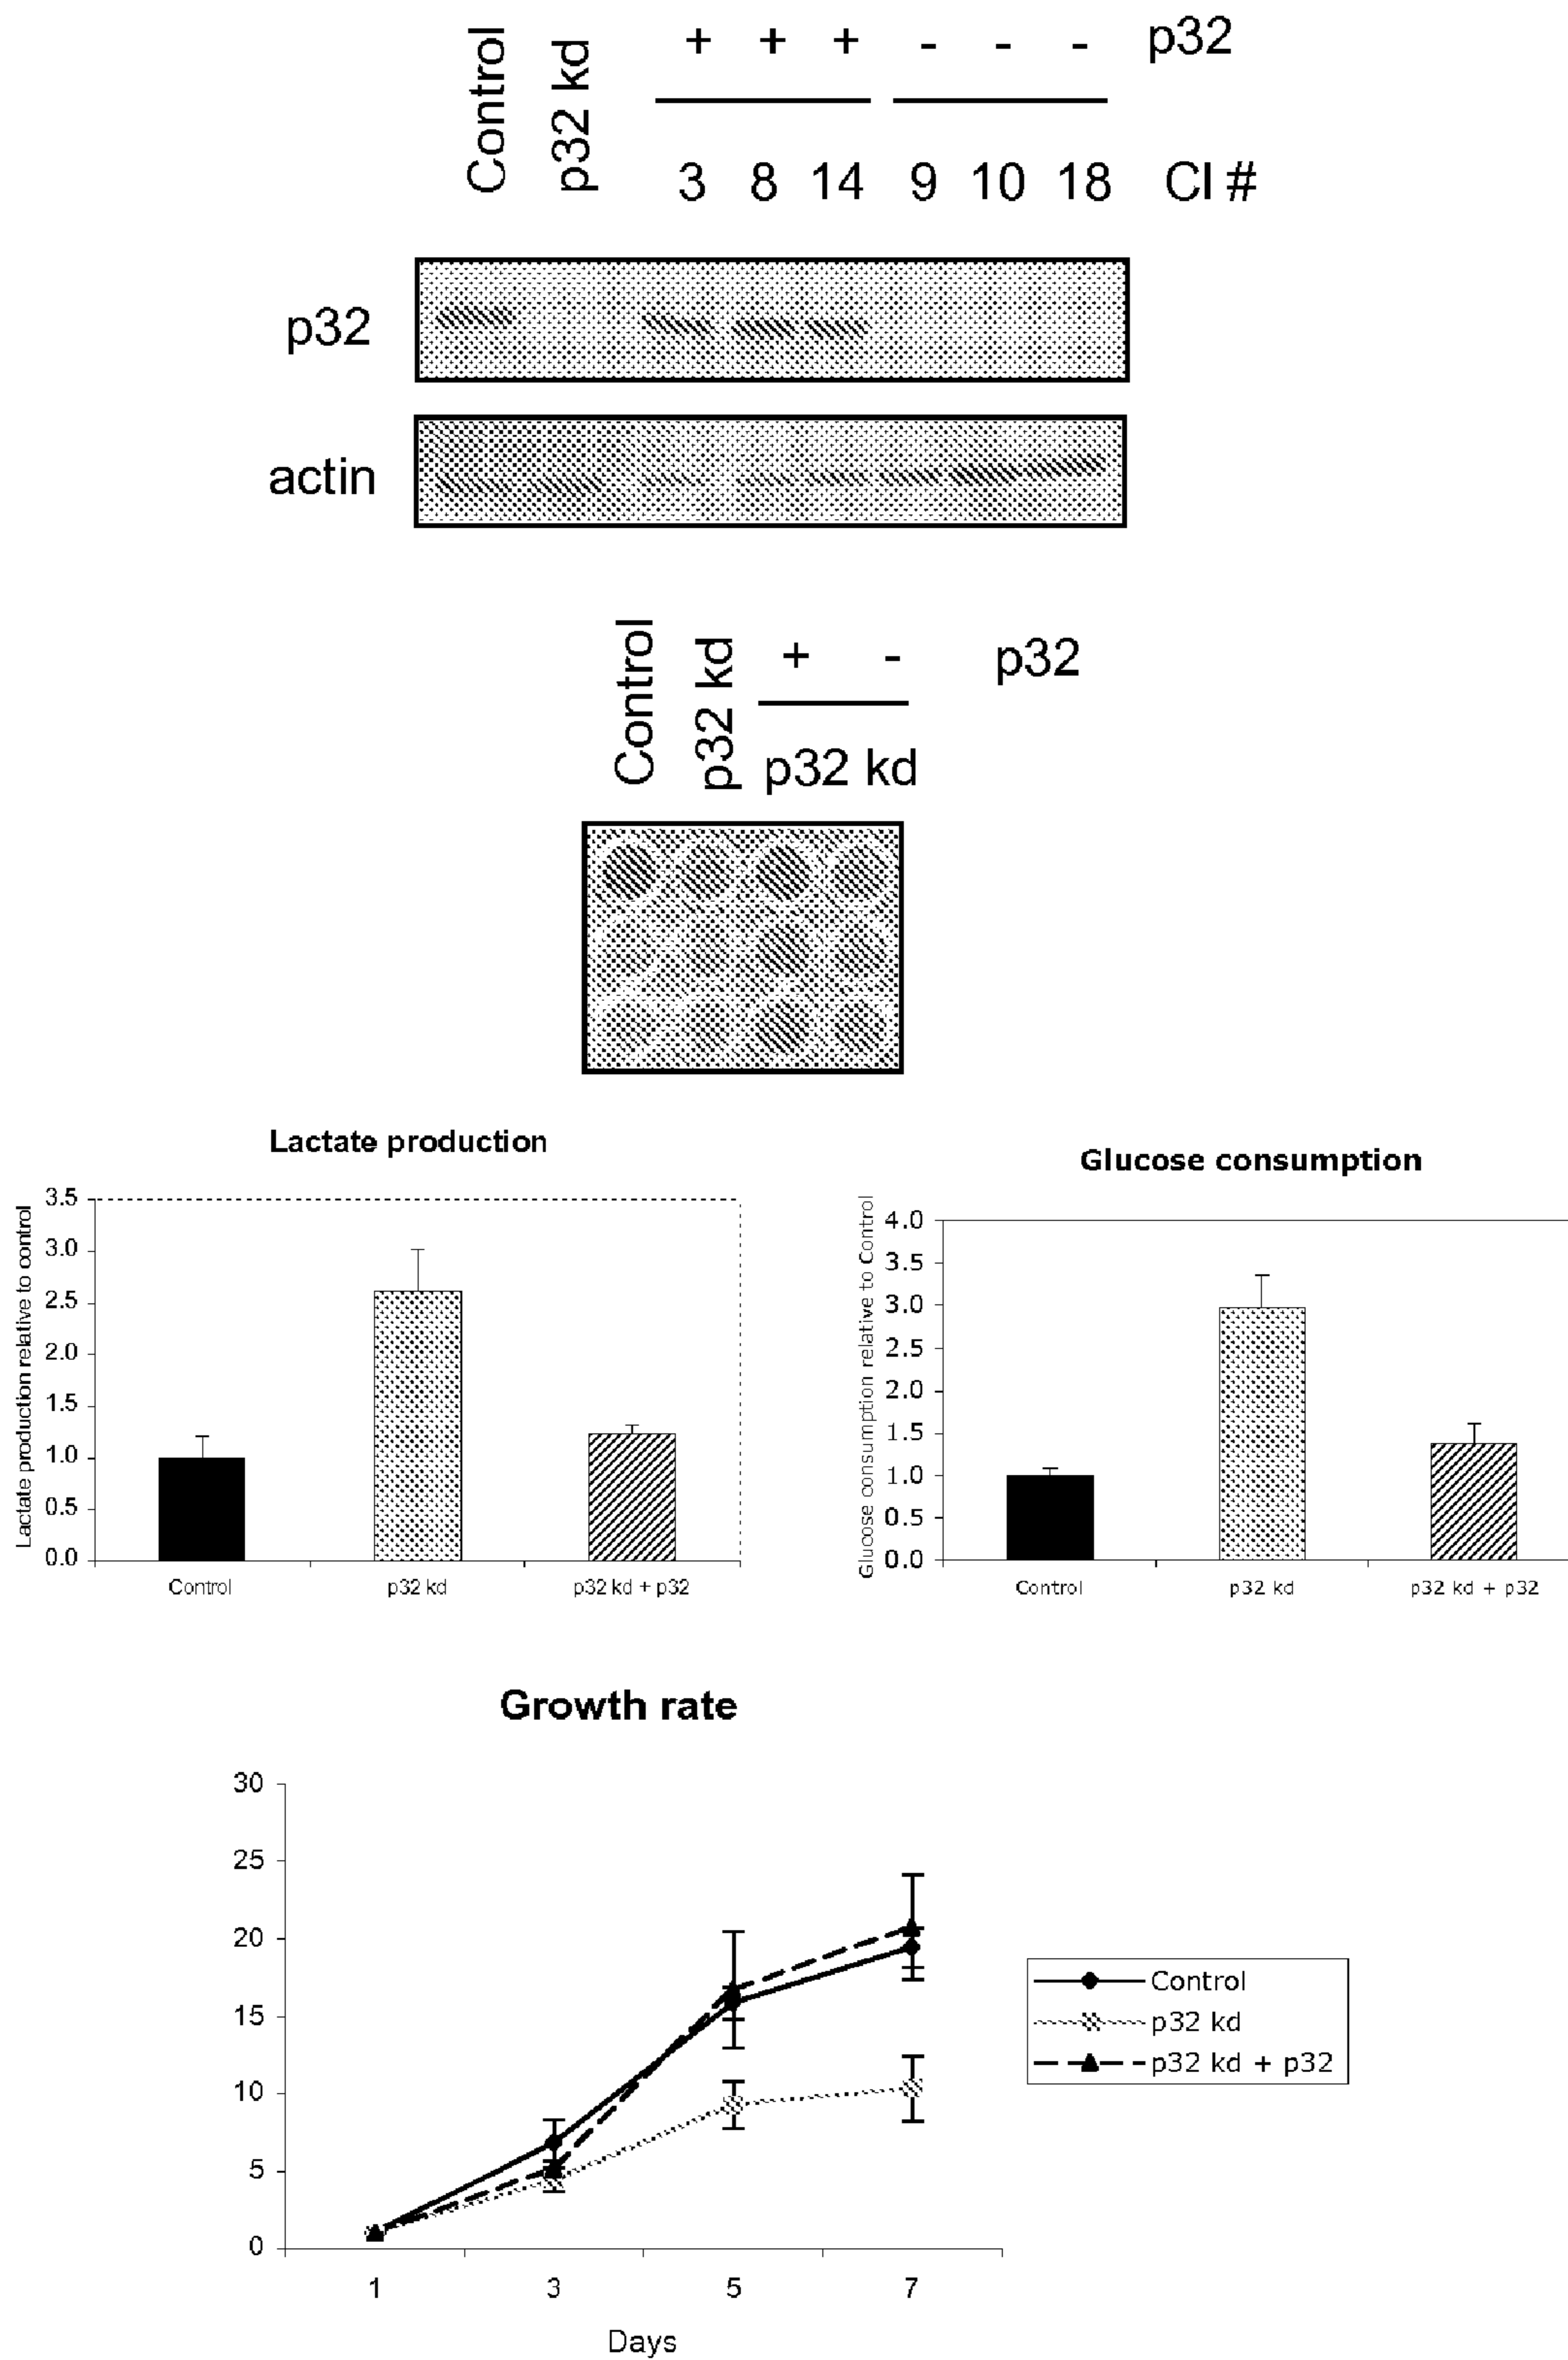 Control p32 kd + + + - - - p32
3 8 14 9 10 18 Cl #
p32
actin
Control p32 kd + - p32
p32 kd
Lactate production
Lactate production relative to control
3.5
3.0
2.5
2.0
1.5
1.0
0.5
0.0
Control p32 kd p32 kd + p32
Glucose consumption
Glucose consumption relative to Control
4.0
3.5
3.0
2.5
2.0
1.5
1.0
0.5
0.0
Control p32 kd p32 kd + p32
Growth rate
30
25
20
15
10
5
0
1 3 5 7
Days
Control
p32 kd
p32 kd + p32